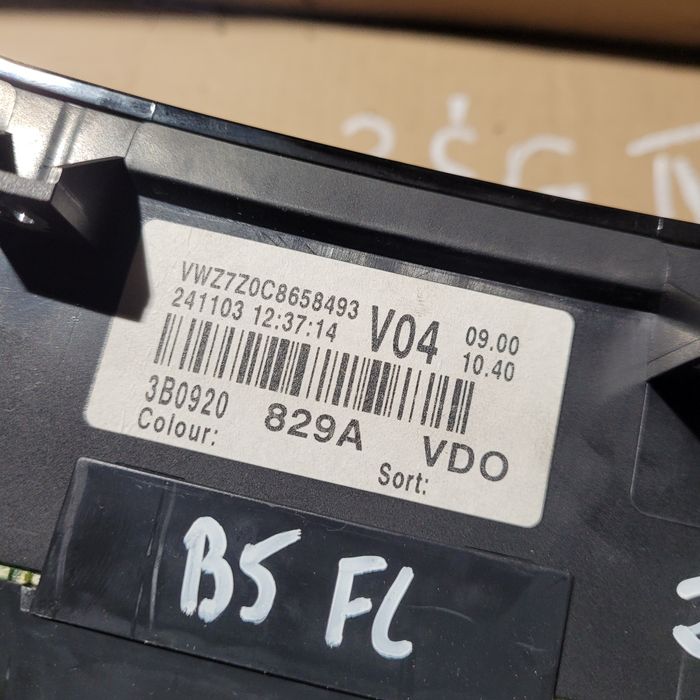 VWZ7Z0C8658493
241103 12:37:14 V04 09.00
10.40
3B0920 829A VDO
Colour: Sort:
B5 FL